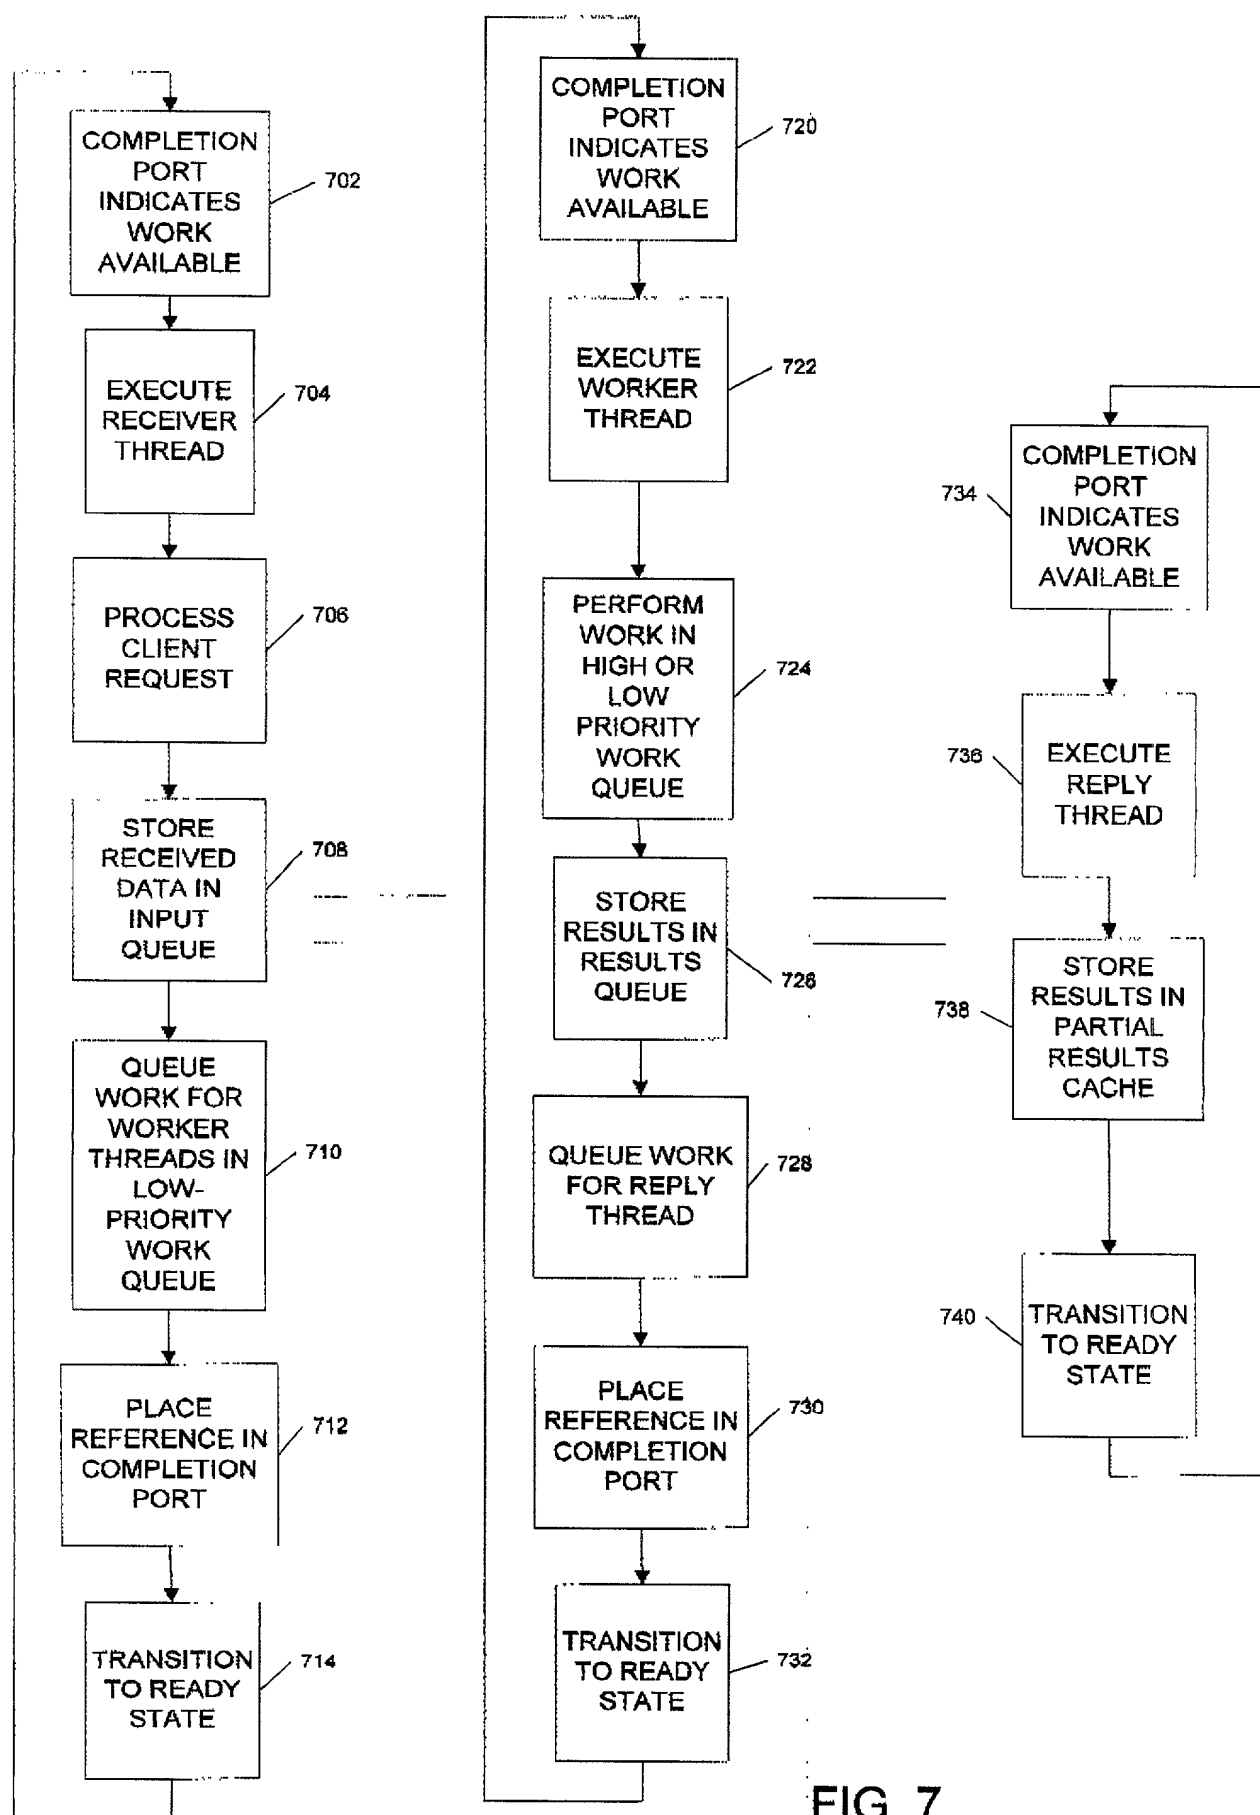 COMPLETION
PORT
INDICATES
WORK
AVAILABLE
702
EXECUTE
RECEIVER
THREAD
704
PROCESS
CLIENT
REQUEST
706
STORE
RECEIVED
DATA IN
INPUT
QUEUE
708
QUEUE
WORK FOR
WORKER
THREADS IN
LOW-
PRIORITY
WORK
QUEUE
710
PLACE
REFERENCE IN
COMPLETION
PORT
712
TRANSITION
TO READY
STATE
714
COMPLETION
PORT
INDICATES
WORK
AVAILABLE
720
EXECUTE
WORKER
THREAD
722
PERFORM
WORK IN
HIGH OR
LOW
PRIORITY
WORK
QUEUE
724
STORE
RESULTS IN
RESULTS
QUEUE
726
QUEUE WORK
FOR REPLY
THREAD
728
PLACE
REFERENCE IN
COMPLETION
PORT
730
TRANSITION
TO READY
STATE
732
COMPLETION
PORT
INDICATES
WORK
AVAILABLE
734
EXECUTE
REPLY
THREAD
736
STORE
RESULTS IN
PARTIAL
RESULTS
CACHE
738
TRANSITION
TO READY
STATE
740
FIG. 7